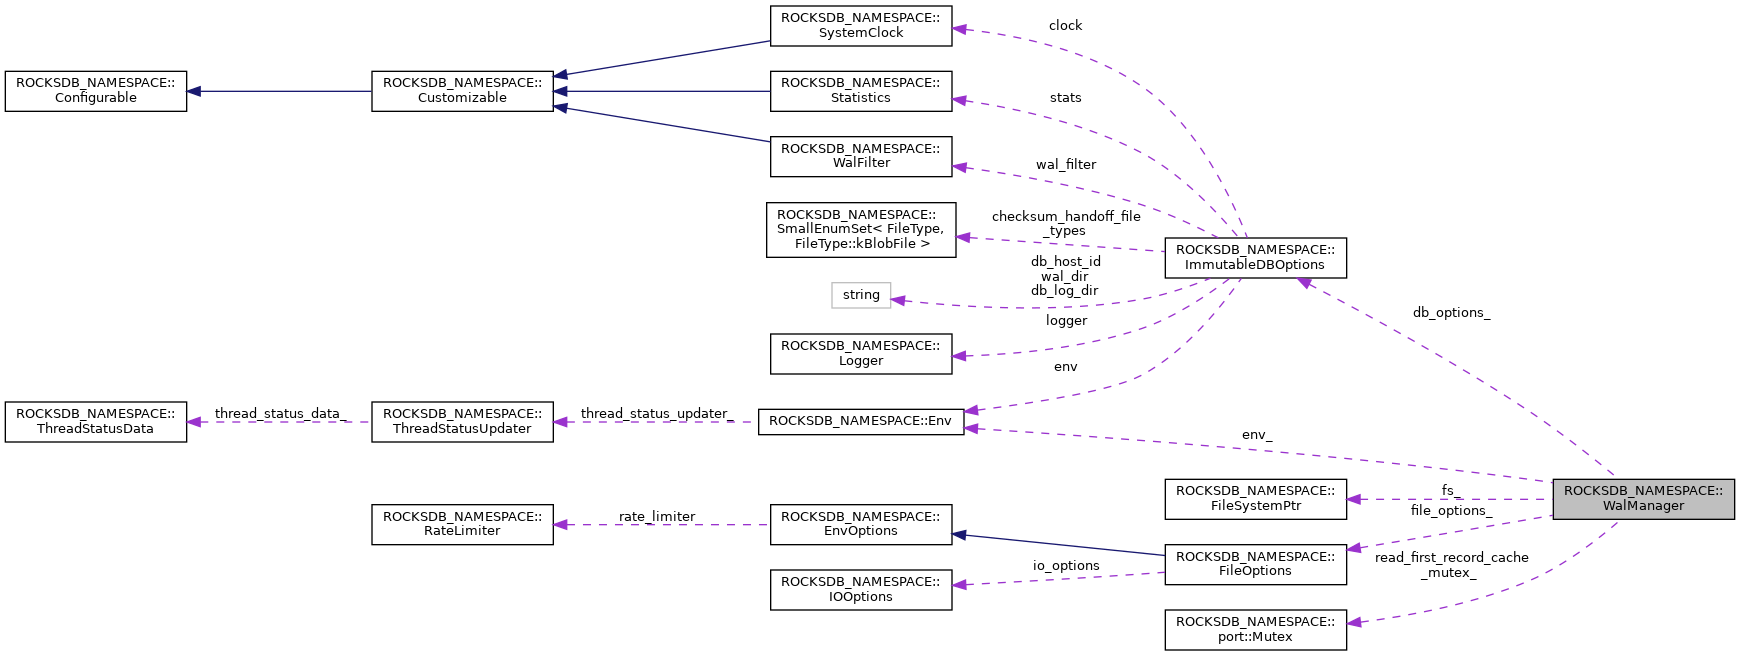 ROCKSDB_NAMESPACE::
SystemClock
clock
ROCKSDB_NAMESPACE::
Configurable
ROCKSDB_NAMESPACE::
Customizable
ROCKSDB_NAMESPACE::
Statistics
stats
ROCKSDB_NAMESPACE::
WalFilter
wal_filter
ROCKSDB_NAMESPACE::
SmallEnumSet< FileType,
FileType::kBlobFile >
checksum_handoff_file
_types
ROCKSDB_NAMESPACE::
ImmutableDBOptions
db_host_id
wal_dir
db_log_dir
string
logger
db_options_
ROCKSDB_NAMESPACE::
Logger
env
ROCKSDB_NAMESPACE::
ThreadStatusData
thread_status_data_
ROCKSDB_NAMESPACE::
ThreadStatusUpdater
thread_status_updater_
ROCKSDB_NAMESPACE::Env
env_
ROCKSDB_NAMESPACE::
FileSystemPtr
fs_
file_options_
ROCKSDB_NAMESPACE::
WalManager
ROCKSDB_NAMESPACE::
RateLimiter
rate_limiter
ROCKSDB_NAMESPACE::
EnvOptions
ROCKSDB_NAMESPACE::
FileOptions
read_first_record_cache
_mutex_
io_options
ROCKSDB_NAMESPACE::
IOOptions
ROCKSDB_NAMESPACE::
port::Mutex